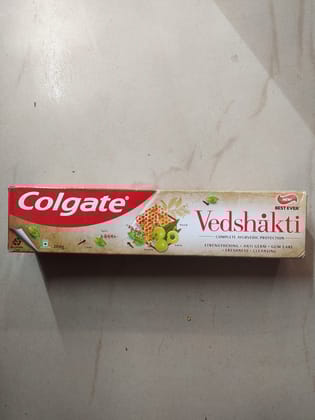 Colgate®
NEW!
BEST EVER
Vedshakti
COMPLETE AYURVEDIC PROTECTION
STRENGTHENING • ANTI GERM • GUM CARE
• FRESHNESS • CLEANSING